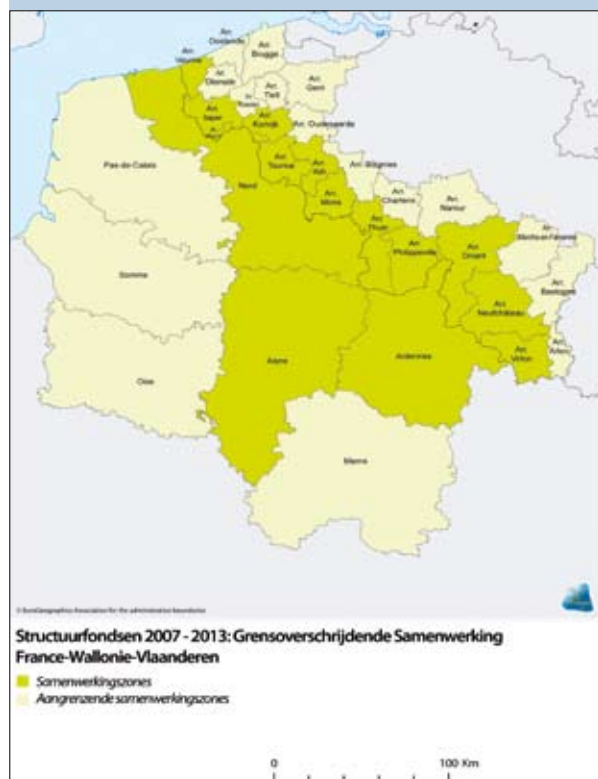 Arr. Oostende
Arr. Brugge
Arr. Veurne
Arr. Diksmuide
Arr. Gent
Arr. Tielt
Arr. Ieper
Arr. Kortrijk
Arr. Oudenaarde
Pas-de-Calais
Nord
Arr. Tournai
Arr. Ath
Arr. Soignies
Arr. Mons
Arr. Charleroi
Arr. Namur
Arr. Thuin
Arr. Philippeville
Arr. Dinant
Arr. Marche-en-Famenne
Arr. Bastogne
Somme
Arr. Neufchâteau
Arr. Arlon
Arr. Virton
Oise
Aisne
Ardennes
Marne
© EuroGeographics Association for the administrative boundaries
Structuurfondsen 2007 - 2013: Grensoverschrijdende Samenwerking
France-Wallonie-Vlaanderen
Samenwerkingszones
Aangrenzende samenwerkingszones
0 100 Km